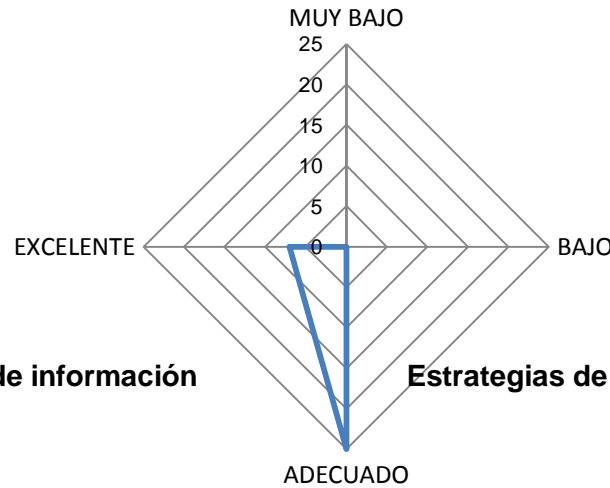 MUY BAJO
25
20
15
10
5
0
EXCELENTE
BAJO
de información
Estrategias de
ADECUADO